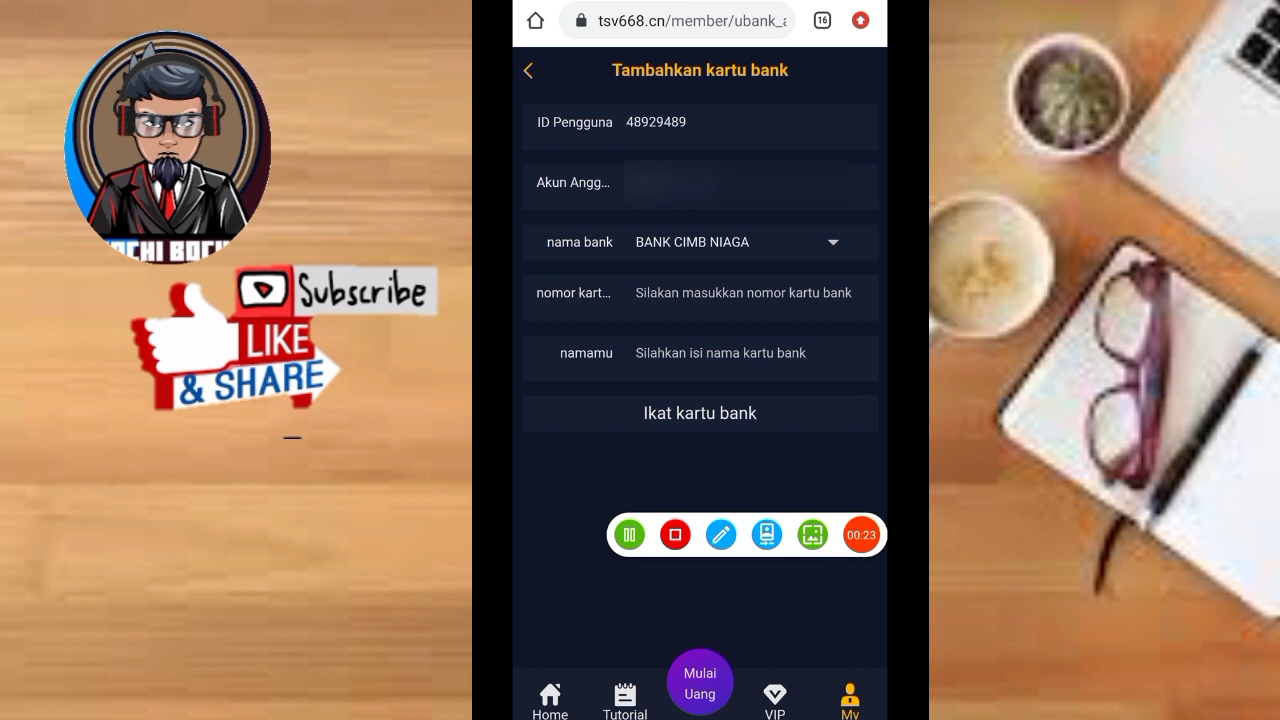 tsv668.cn/member/ubank_a
16
Tambahkan kartu bank
ID Pengguna 48929489
Akun Angg...
nama bank BANK CIMB NIAGA
nomor kart... Silakan masukkan nomor kartu bank
namamu Silahkan isi nama kartu bank
Ikat kartu bank
00:23
Mulai
Uang
Home Tutorial VIP My
Subscribe
LIKE
& SHARE